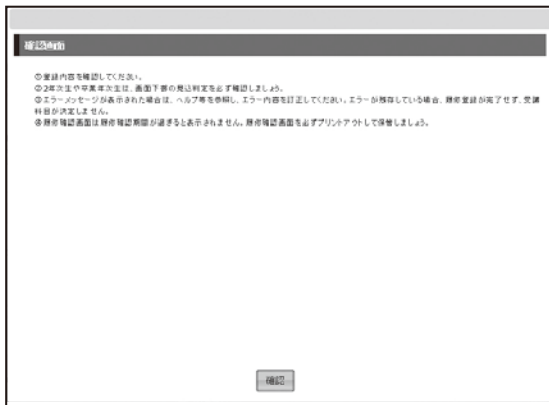 確認画面
①登録内容を確認してください。
②2年次生や卒業年次生は、画面下部の見込判定を必ず確認しましょう。
③エラーメッセージが表示された場合は、ヘルプ等を参照し、エラー内容を訂正してください。エラーが残存している場合、履修登録が完了せず、受講
科目が決定しません。
④履修確認画面は履修確認期間が過ぎると表示されません。履修確認画面を必ずプリントアウトして保管しましょう。
確認